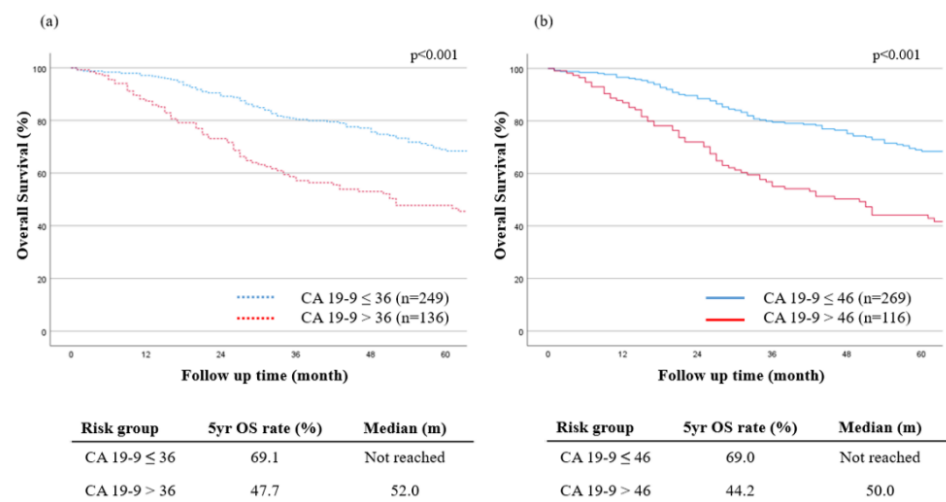 (a)
p<0.001
Overall Survival (%)
100
80
60
40
20
0
CA 19-9 ≤ 36 (n=249)
CA 19-9 > 36 (n=136)
0 12 24 36 48 60
Follow up time (month)
Risk group 5yr OS rate (%) Median (m)
CA 19-9 ≤ 36 69.1 Not reached
CA 19-9 > 36 47.7 52.0
(b)
p<0.001
Overall Survival (%)
100
80
60
40
20
0
CA 19-9 ≤ 46 (n=269)
CA 19-9 > 46 (n=116)
0 12 24 36 48 60
Follow up time (month)
Risk group 5yr OS rate (%) Median (m)
CA 19-9 ≤ 46 69.0 Not reached
CA 19-9 > 46 44.2 50.0